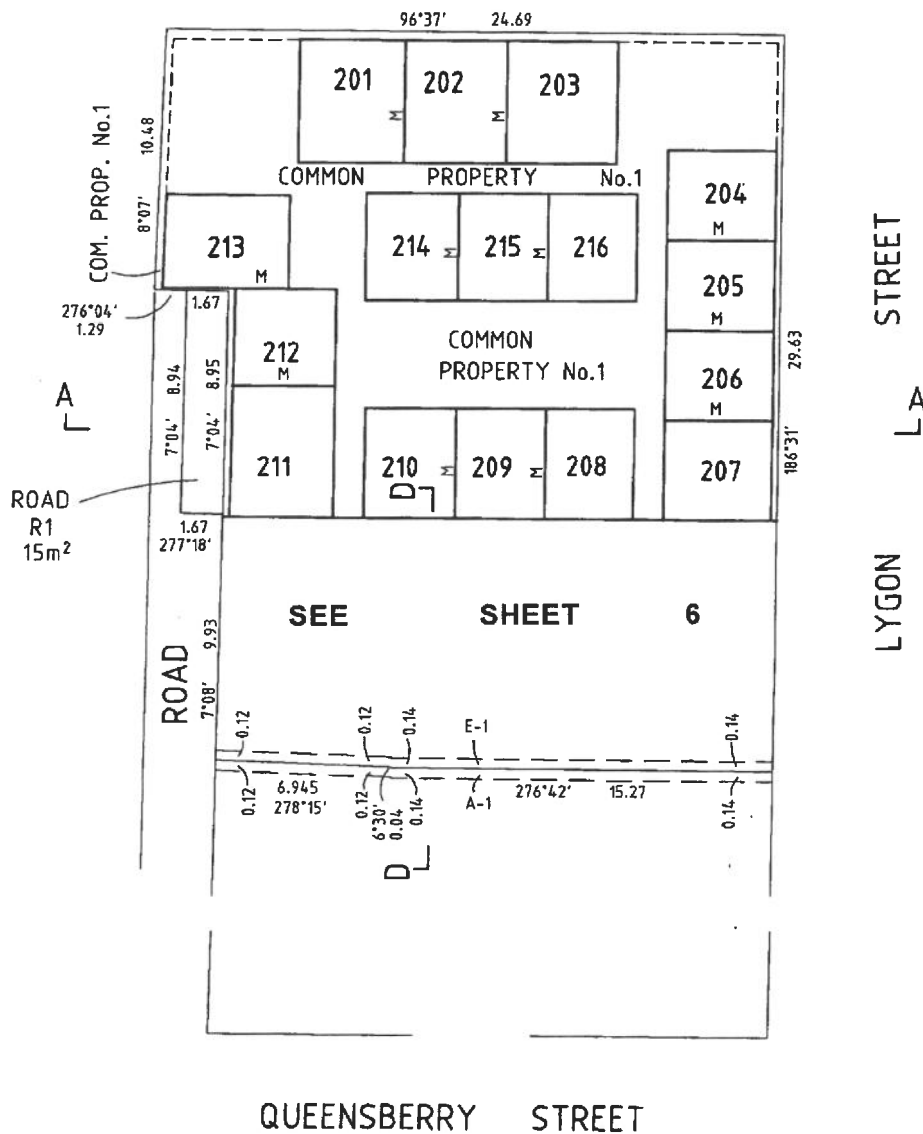 96°37' 24.69
201 202 203
M M
10.48
8°07'
COM. PROP. No.1
COMMON PROPERTY No.1
204
M
213
M
214 215 216
M M
205
M
STREET
276°04'
1.29
1.67
212
M
COMMON
PROPERTY No.1
206
M
29.63
186°31'
8.94
7°04'
8.95
7°04'
A
A
211
210 209 208
M M
207
D
ROAD
R1
15m²
1.67
277°18'
SEE SHEET 6
LYGON
9.93
7°08'
ROAD
0.12 0.12 0.14 E-1 0.14
0.12 6.945 0.12 0.14 A-1 276°42' 15.27 0.14
278°15' 6°30'
0.04
D
QUEENSBERRY STREET